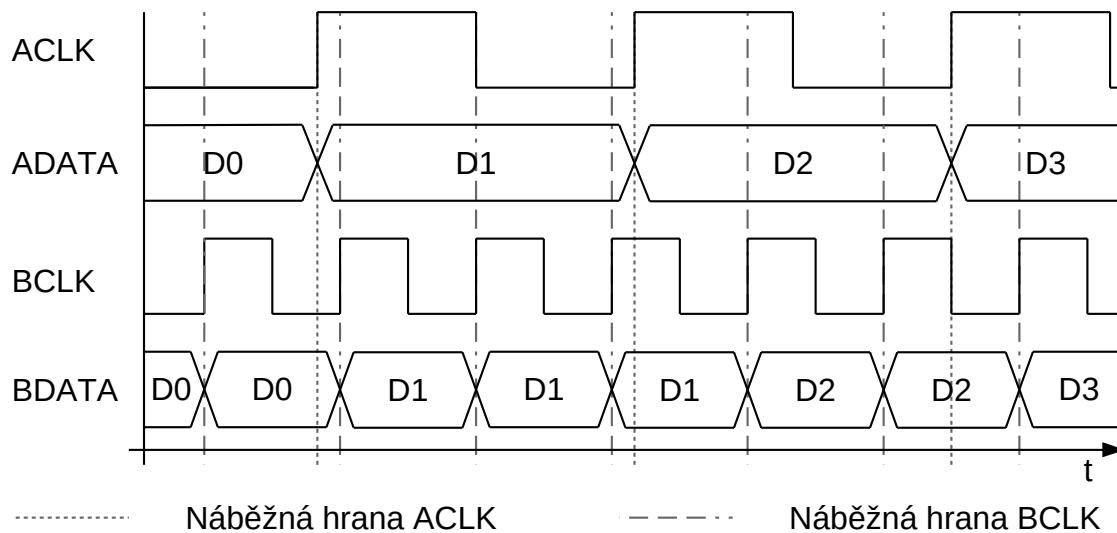 ACLK
ADATA D0 D1 D2 D3
BCLK
BDATA D0 D0 D1 D1 D1 D2 D2 D3
t
Náběžná hrana ACLK Náběžná hrana BCLK